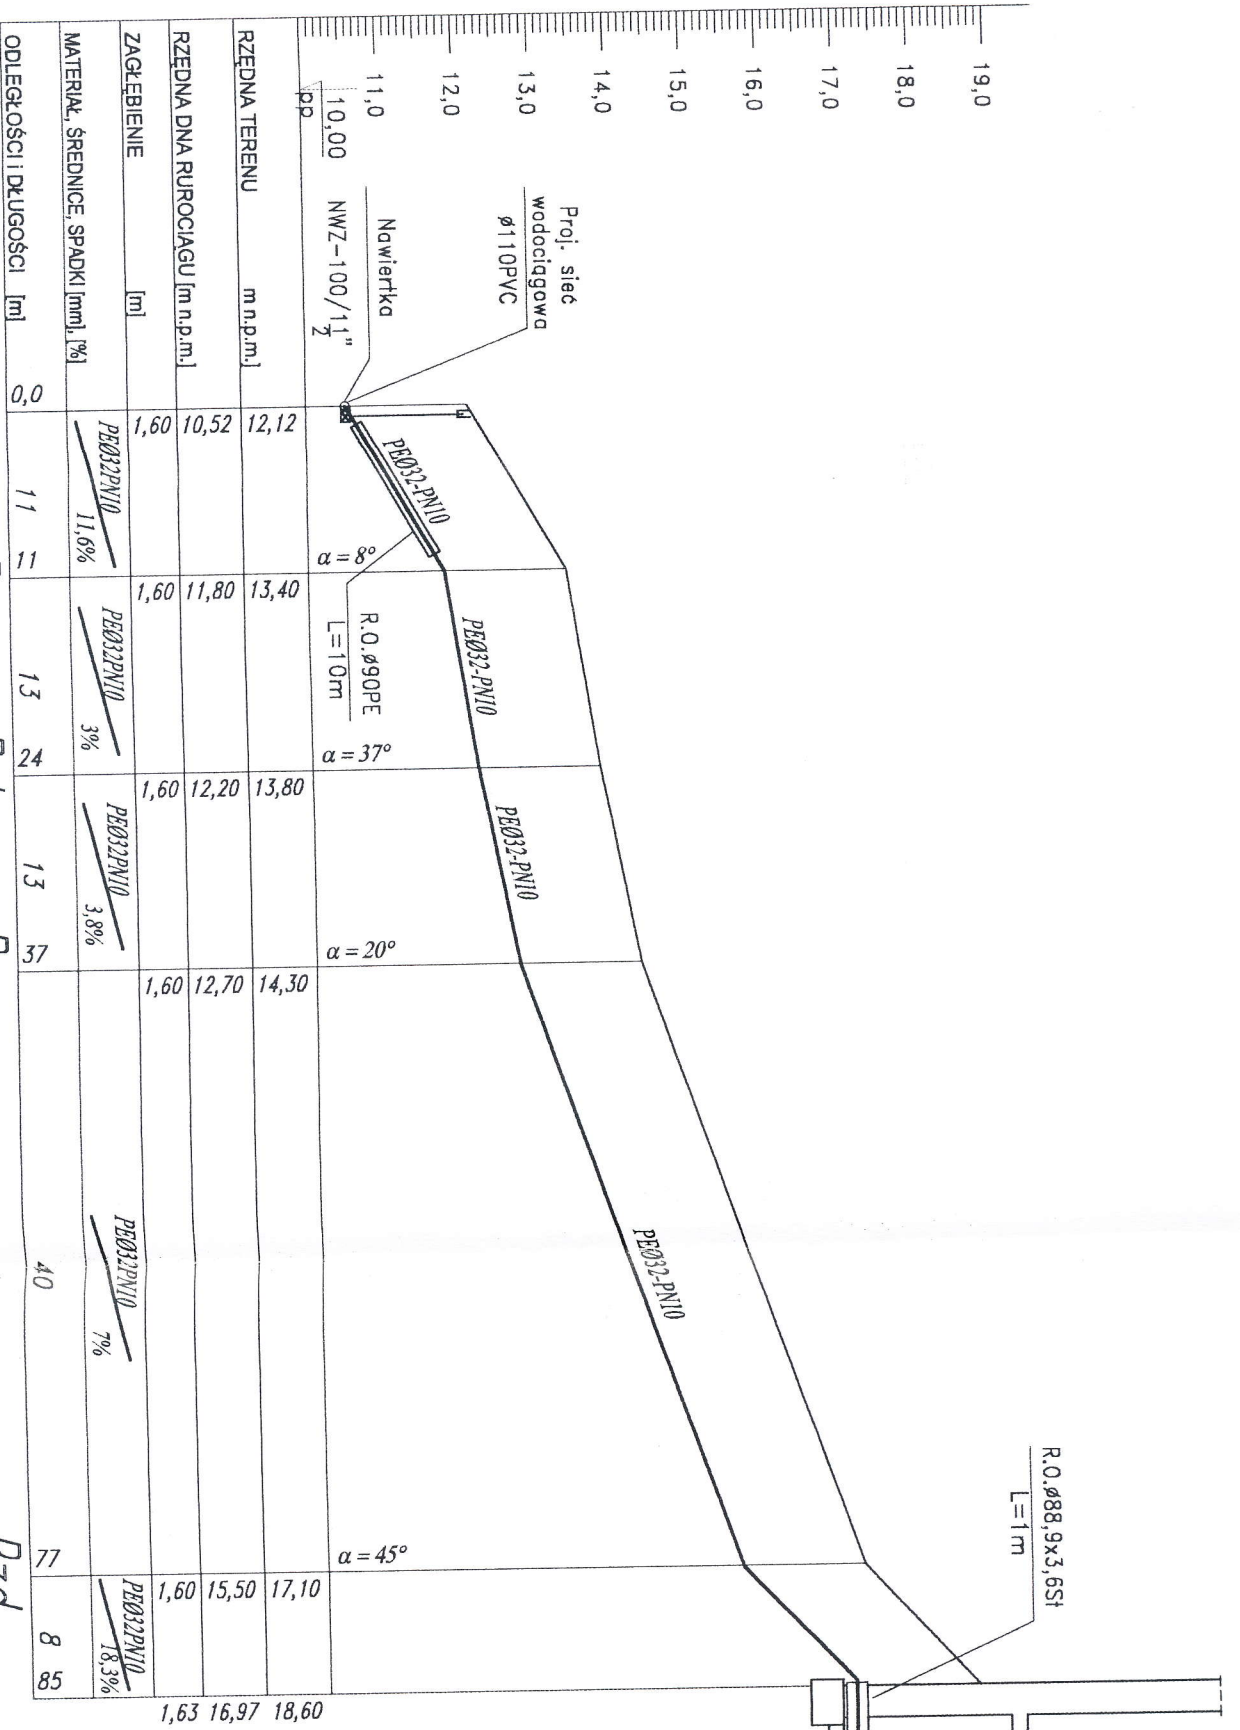 19,0
18,0
17,0
16,0
15,0
14,0
13,0
12,0
11,0
10,00
pp
Proj. sieć
wodociągowa
ø110PVC
Nawiertka
NWZ-100/1 1/2"
R.O.ø90PE
L=10m
R.O.ø88,9x3,6St
L=1m
PEØ32-PN10
PEØ32-PN10
PEØ32-PN10
PEØ32-PN10
α=8°
α=37°
α=20°
α=45°
RZĘDNA TERENU m n.p.m.]
12,12 13,40 13,80 14,30 17,10 18,60
RZĘDNA DNA RUROCIĄGU [m n.p.m.]
10,52 11,80 12,20 12,70 15,50 16,97
ZAGŁĘBIENIE [m]
1,60 1,60 1,60 1,60 1,60 1,63
MATERIAŁ, ŚREDNICE, SPADKI [mm], [%]
PEØ32PN10 11,6%
PEØ32PN10 3%
PEØ32PN10 3,8%
PEØ32PN10 7%
PEØ32PN10 18,3%
ODLEGŁOŚCI i DŁUGOŚCI [m]
0,0 11 11 13 24 13 37 40 77 8 85